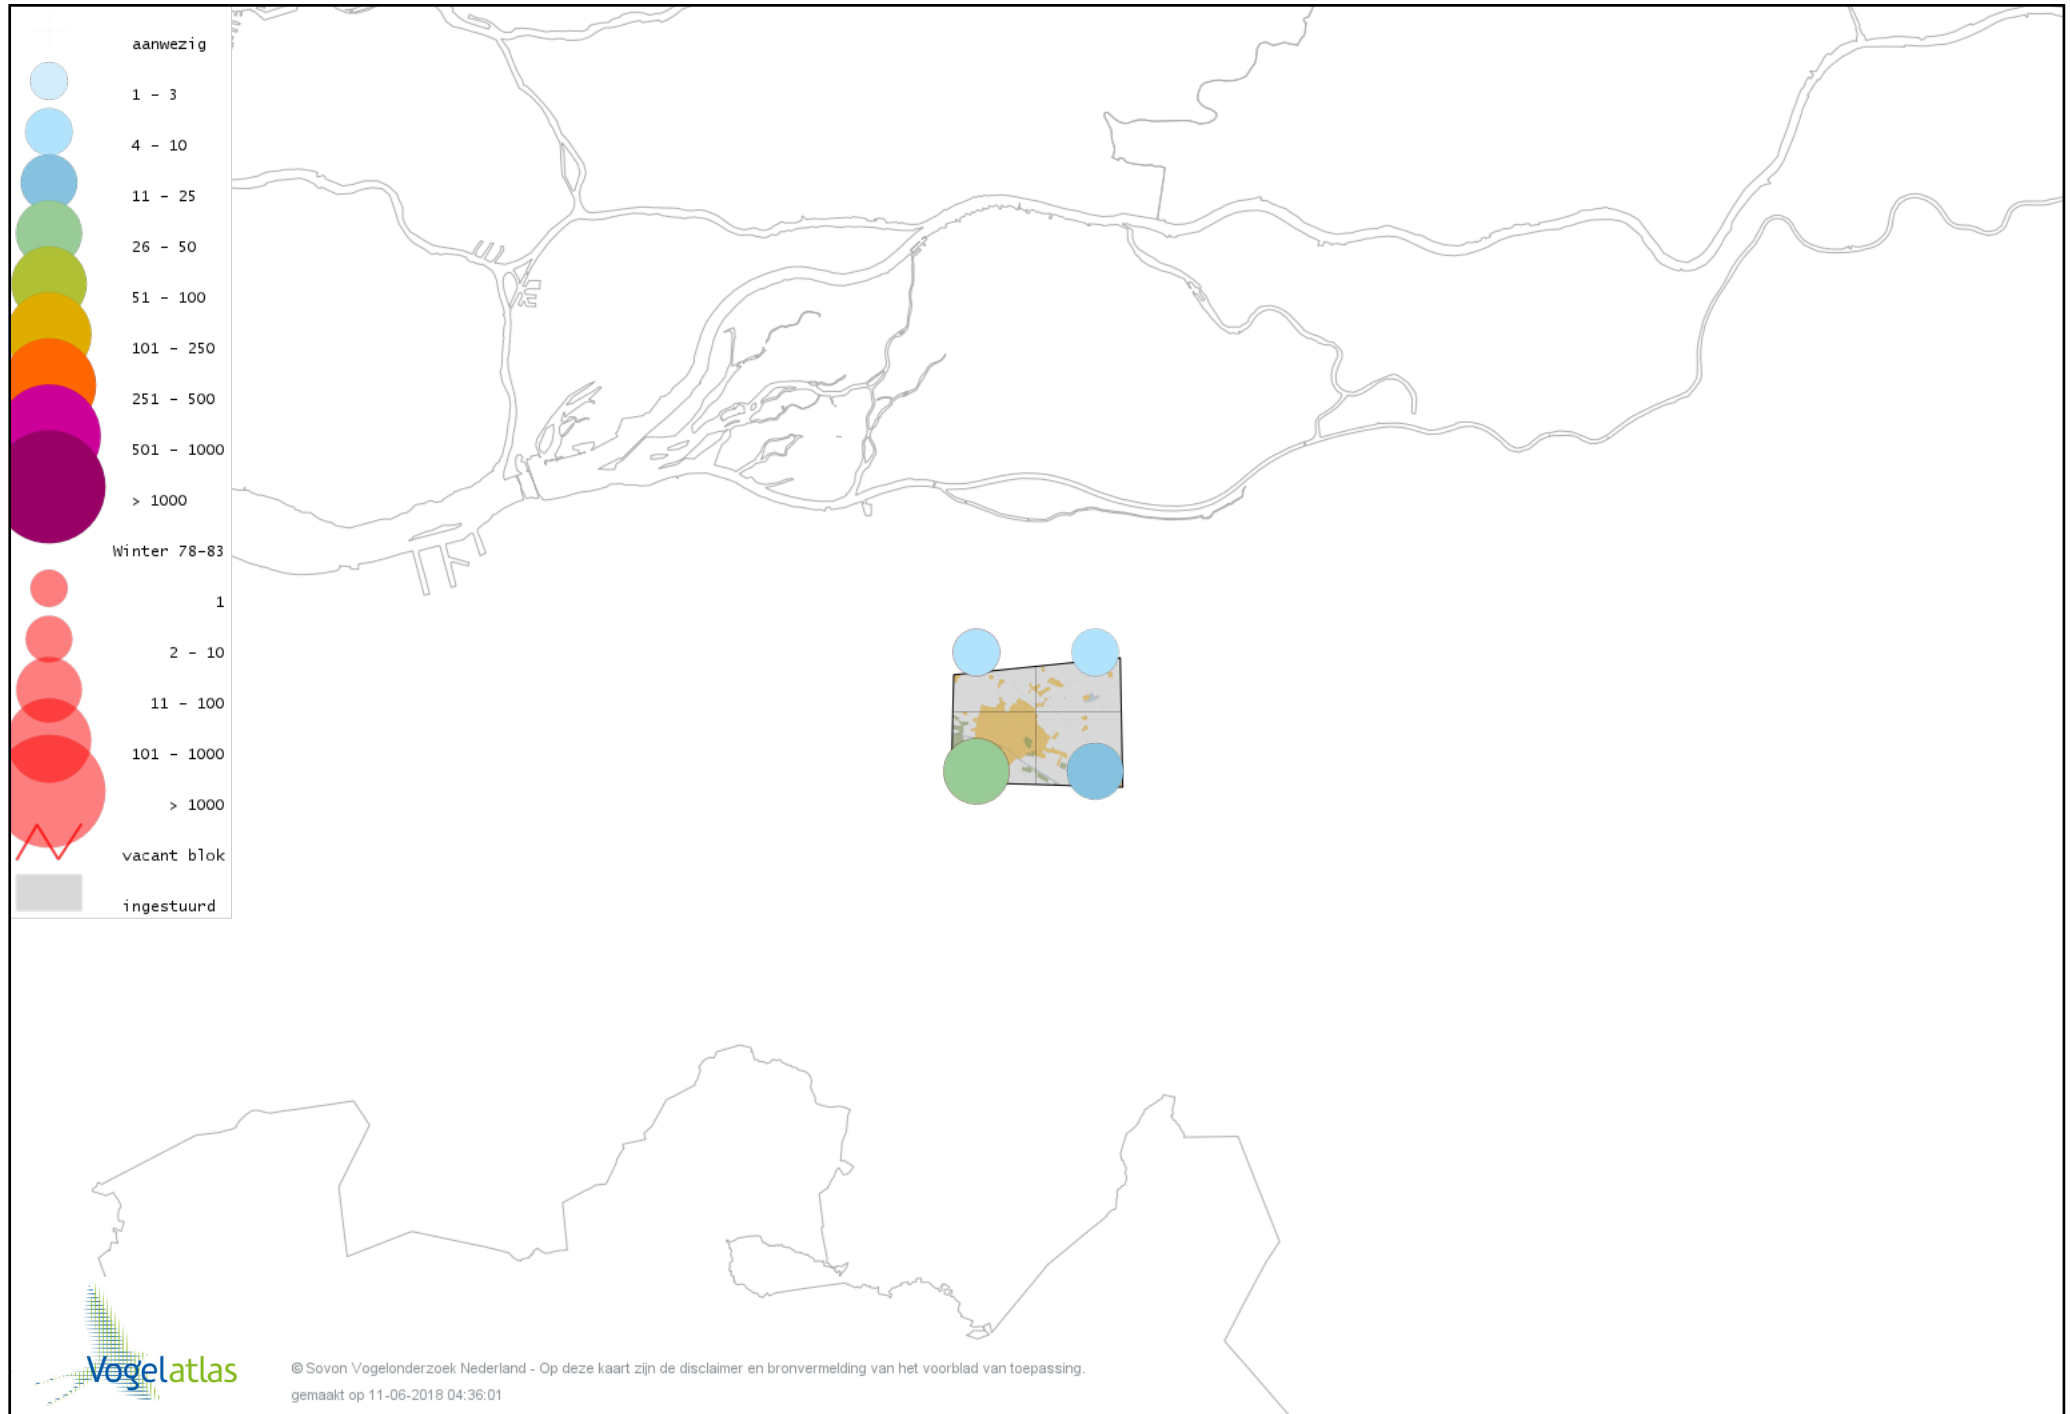 aanwezig
1 - 3
4 - 10
11 - 25
26 - 50
51 - 100
101 - 250
251 - 500
501 - 1000
> 1000
Winter 78-83
1
2 - 10
11 - 100
101 - 1000
> 1000
vacant blok
ingestuurd
Vogelatlas
© Sovon Vogelonderzoek Nederland - Op deze kaart zijn de disclaimer en bronvermelding van het voorblad van toepassing.
gemaakt op 11-06-2018 04:36:01